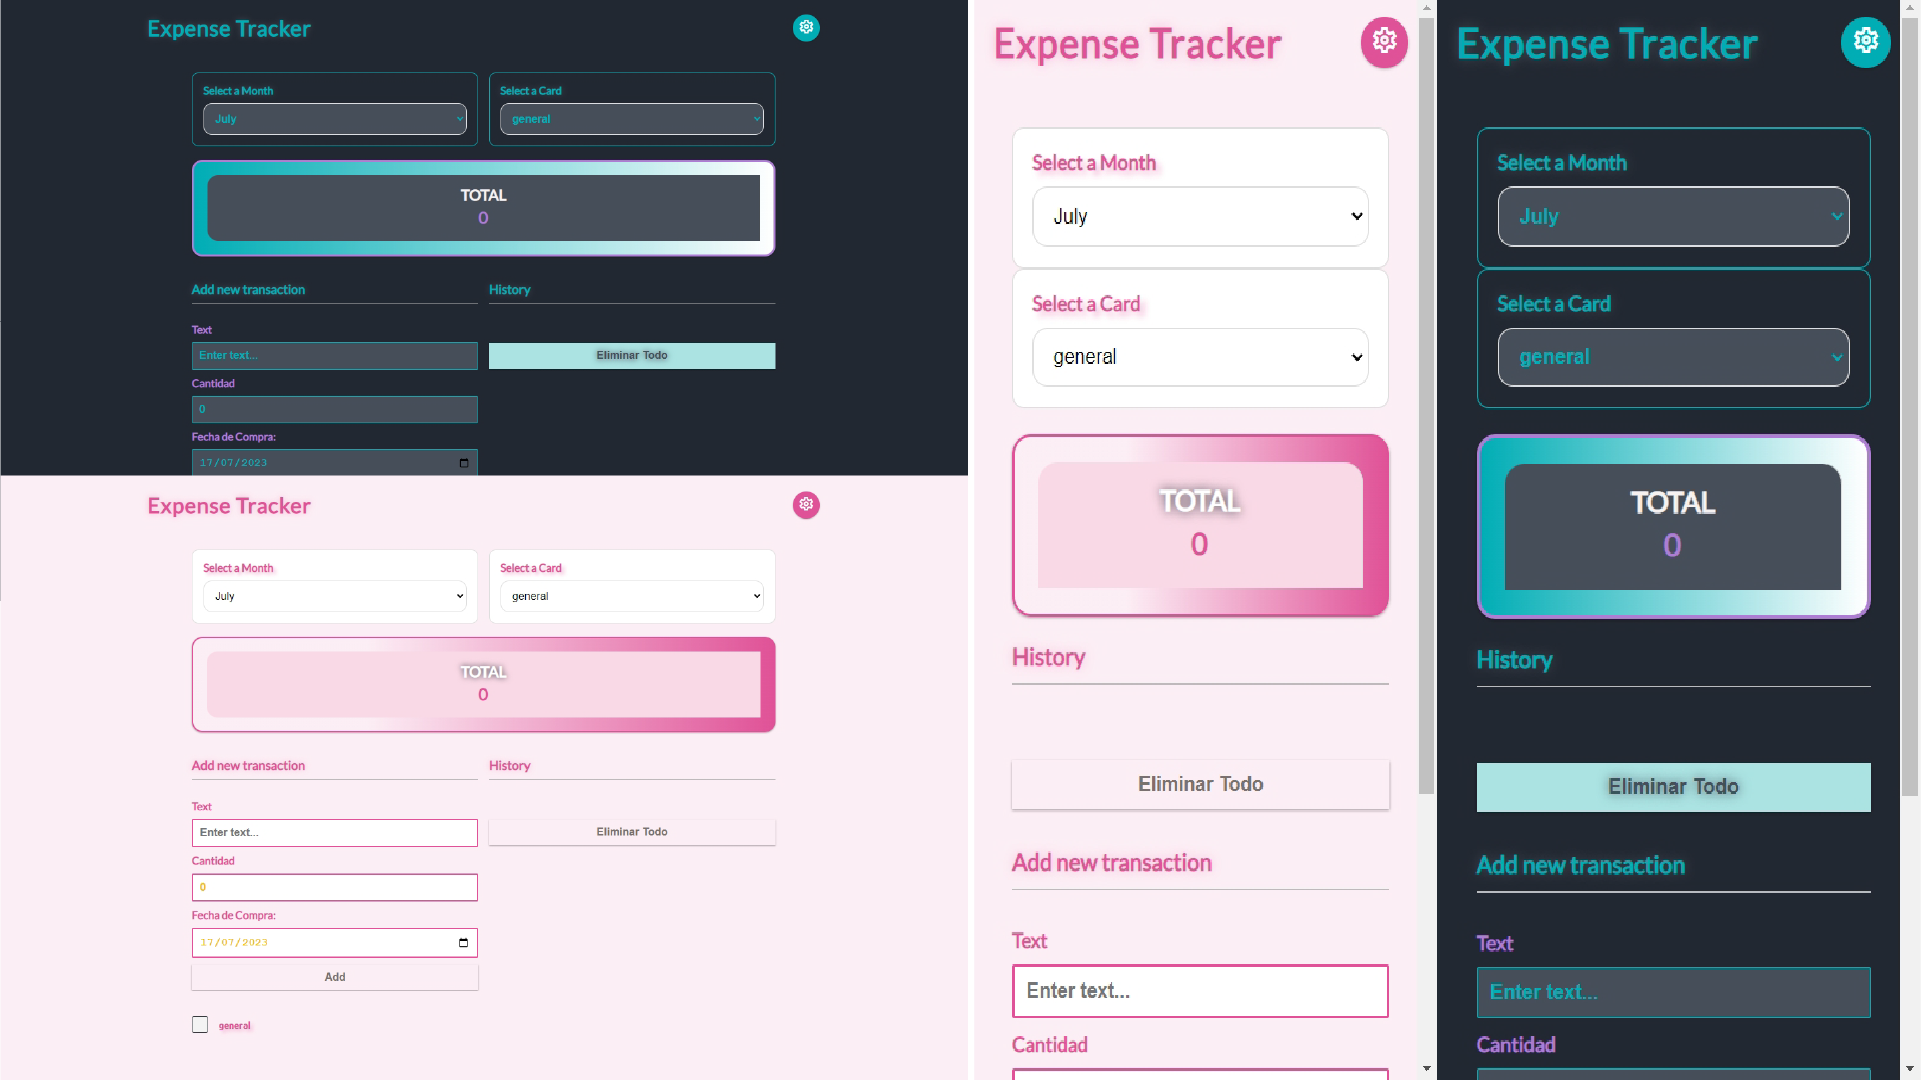 Expense Tracker
Select a Month
Select a Card
July
general
TOTAL
0
Add new transaction
History
Text
Enter text...
Eliminar Todo
Cantidad
0
Fecha de Compra:
17/07/2023
Expense Tracker
Select a Month
Select a Card
July
general
TOTAL
0
Add new transaction
History
Text
Enter text...
Eliminar Todo
Cantidad
0
Fecha de Compra:
17/07/2023
Add
general
Expense Tracker
Select a Month
July
Select a Card
general
TOTAL
0
History
Eliminar Todo
Add new transaction
Text
Enter text...
Cantidad
Expense Tracker
Select a Month
July
Select a Card
general
TOTAL
0
History
Eliminar Todo
Add new transaction
Text
Enter text...
Cantidad